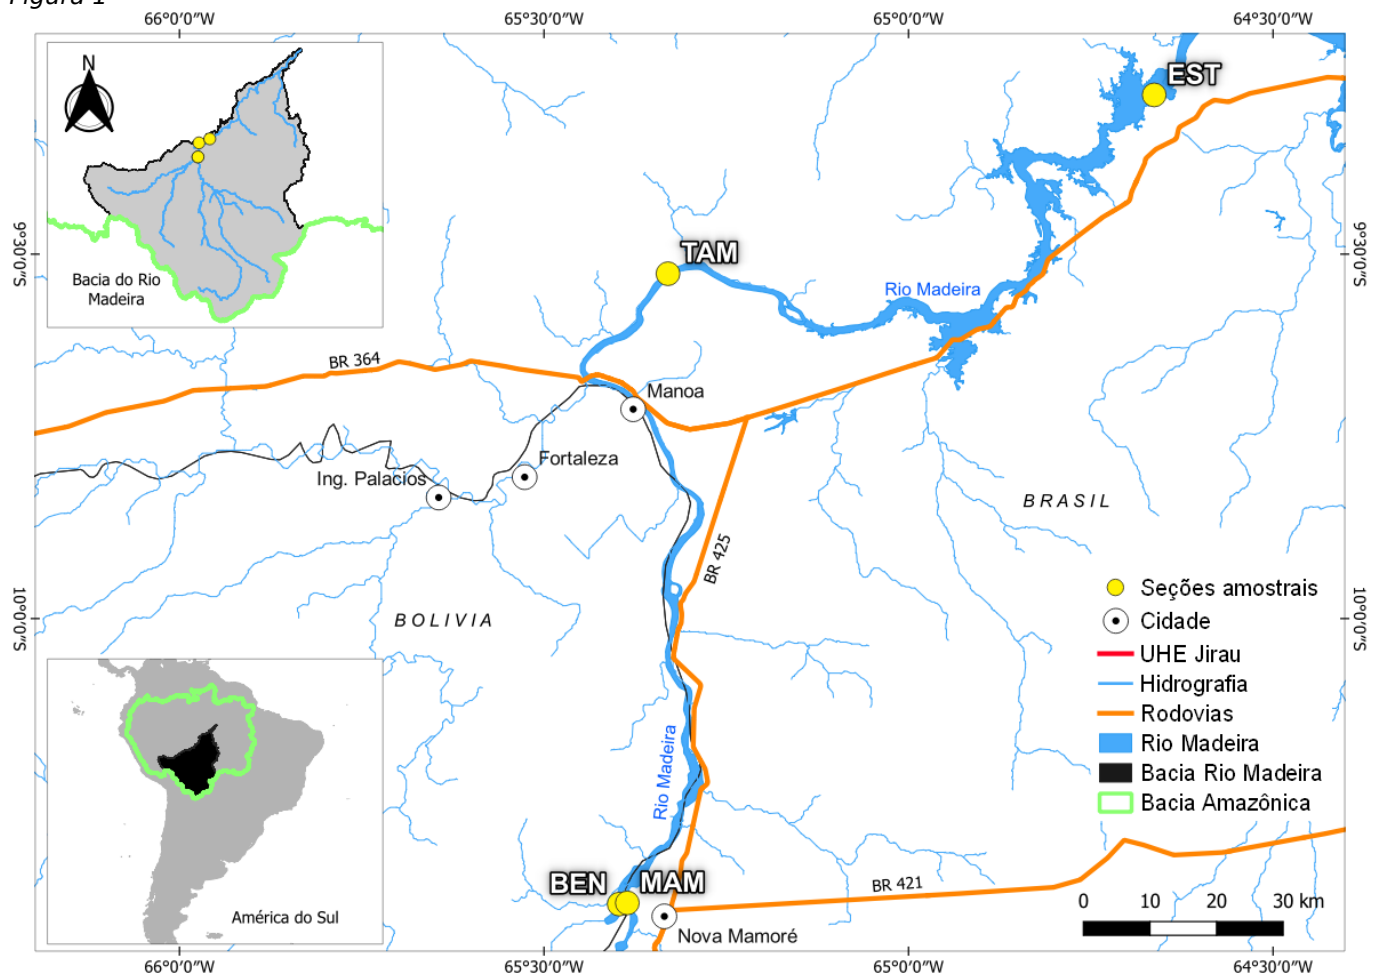 Figura 1
66°0'0"W
65°30'0"W
65°0'0"W
64°30'0"W
N
EST
TAM
9°30'0"S
9°30'0"S
Bacia do Rio
Madeira
Rio Madeira
BR 364
Manoa
Fortaleza
Ing. Palacios
BRASIL
BR 425
BOLIVIA
10°0'0"S
10°0'0"S
Seções amostrais
Cidade
UHE Jirau
Hidrografia
Rodovias
Rio Madeira
Bacia Rio Madeira
Bacia Amazônica
Rio Madeira
América do Sul
BEN
MAM
BR 421
Nova Mamoré
0 10 20 30 km
66°0'0"W
65°30'0"W
65°0'0"W
64°30'0"W